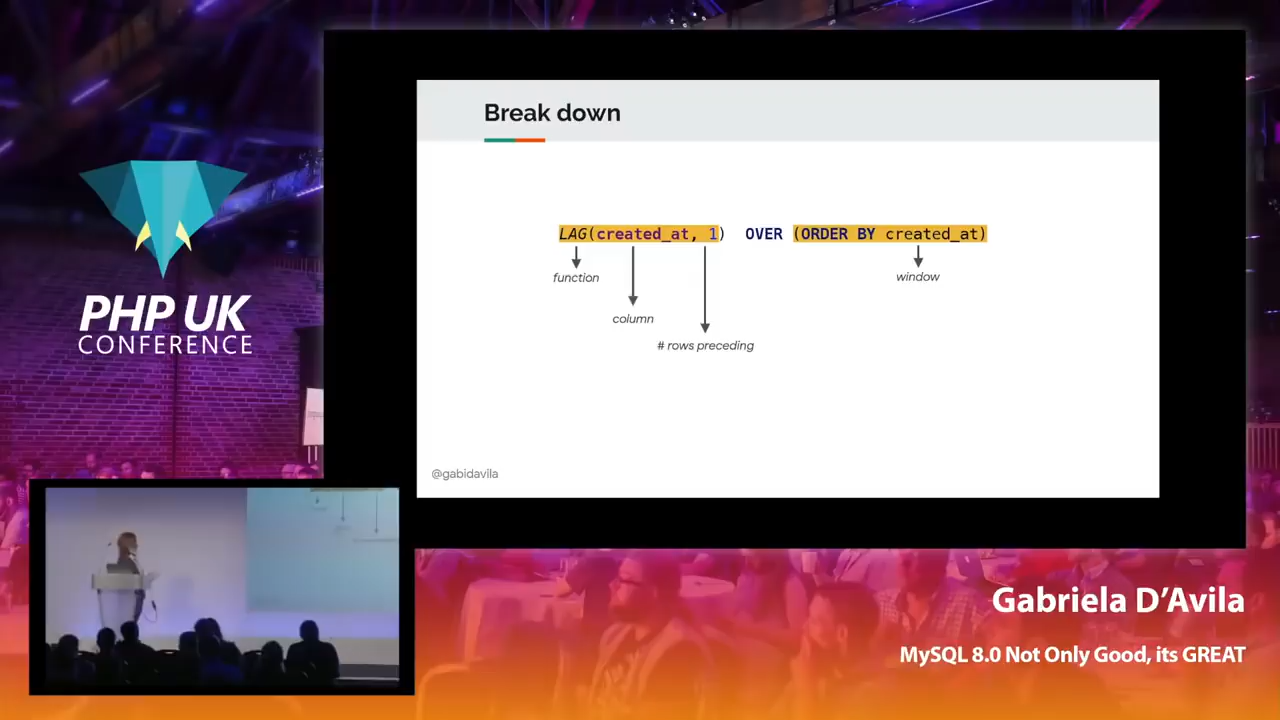 Break down
LAG(created_at, 1) OVER (ORDER BY created_at)
function
window
column
# rows preceding
@gabidavila
PHP UK
CONFERENCE
Gabriela D’Avila
MySQL 8.0 Not Only Good, its GREAT